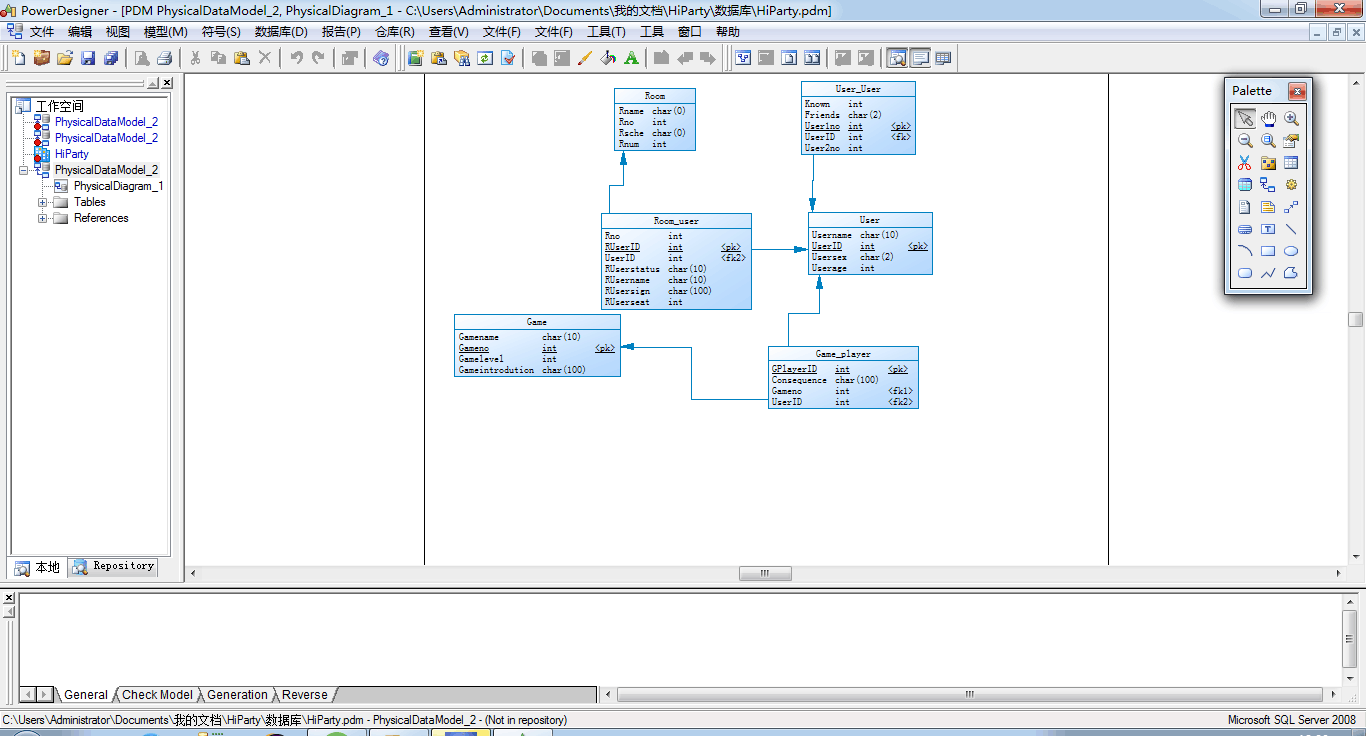 PowerDesigner - [PDM PhysicalDataModel_2, PhysicalDiagram_1 - C:\Users\Administrator\Documents\我的文档\HiParty\数据库\HiParty.pdm]
文件 编辑 视图 模型(M) 符号(S) 数据库(D) 报告(P) 仓库(R) 查看(V) 文件(F) 文件(F) 工具(T) 工具 窗口 帮助
工作空间
PhysicalDataModel_2
PhysicalDataModel_2
HiParty
PhysicalDataModel_2
PhysicalDiagram_1
Tables
References
本地 Repository
Room
Rname char(0)
Rno int
Rsche char(0)
Rnum int
User_User
Known int
Friends char(2)
User1no int <pk>
UserID int <fk>
User2no int
Room_user
Rno int
RUserID int <pk>
UserID int <fk2>
RUserstatus char(10)
RUsername char(10)
RUsersign char(100)
RUserseat int
User
Username char(10)
UserID int <pk>
Usersex char(2)
Userage int
Game
Gamename char(10)
Gameno int <pk>
Gamelevel int
Gameintrodution char(100)
Game_player
GPlayerID int <pk>
Consequence char(100)
Gameno int <fk1>
UserID int <fk2>
Palette
General Check Model Generation Reverse
C:\Users\Administrator\Documents\我的文档\HiParty\数据库\HiParty.pdm - PhysicalDataModel_2 - (Not in repository) Microsoft SQL Server 2008